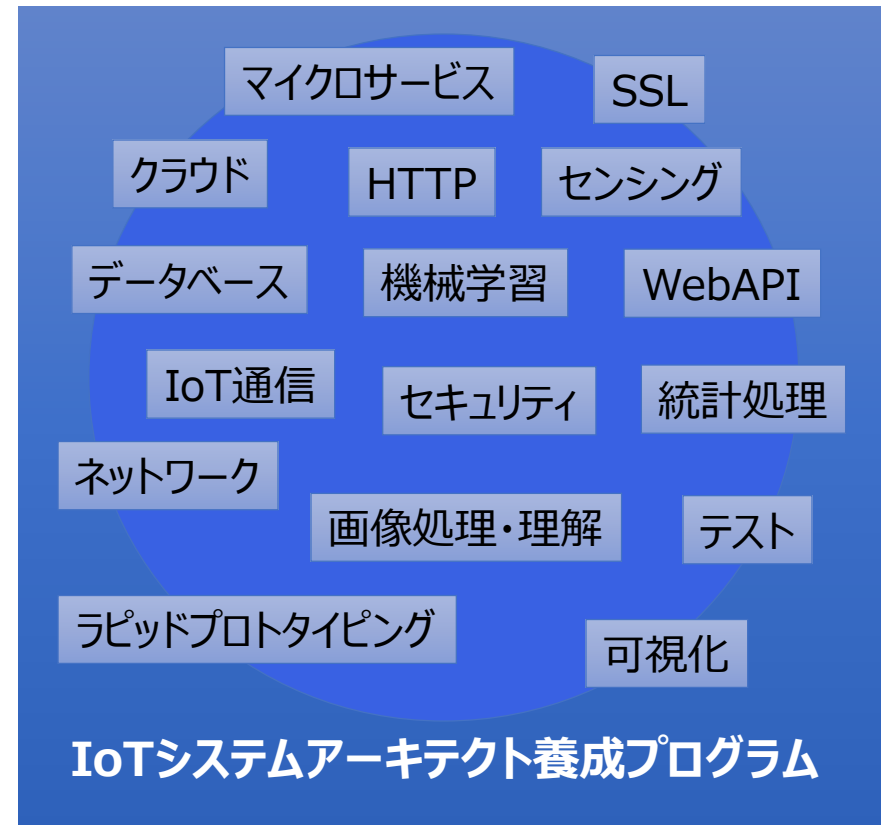 マイクロサービス
SSL
クラウド
HTTP
センシング
データベース
機械学習
WebAPI
IoT通信
セキュリティ
統計処理
ネットワーク
画像処理・理解
テスト
ラピッドプロトタイピング
可視化
IoTシステムアーキテクト養成プログラム